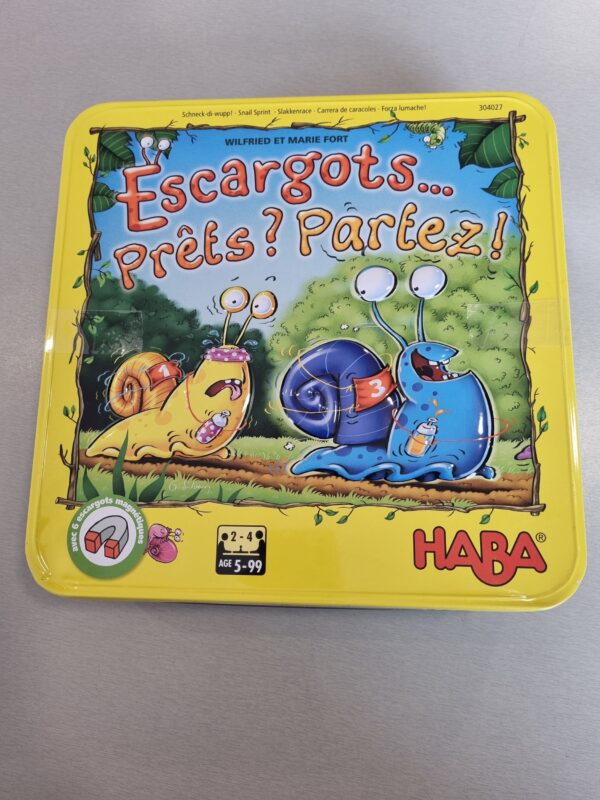 Schneck-di-wupp! · Snail Sprint · Slakkenrace · Carrera de caracoles · Forza lumache!
304027
WILFRIED ET MARIE FORT
Escargots...
Prêts? Partez!
1
3
avec 6 escargots magnétiques
2 - 4
AGE 5-99
HABA®